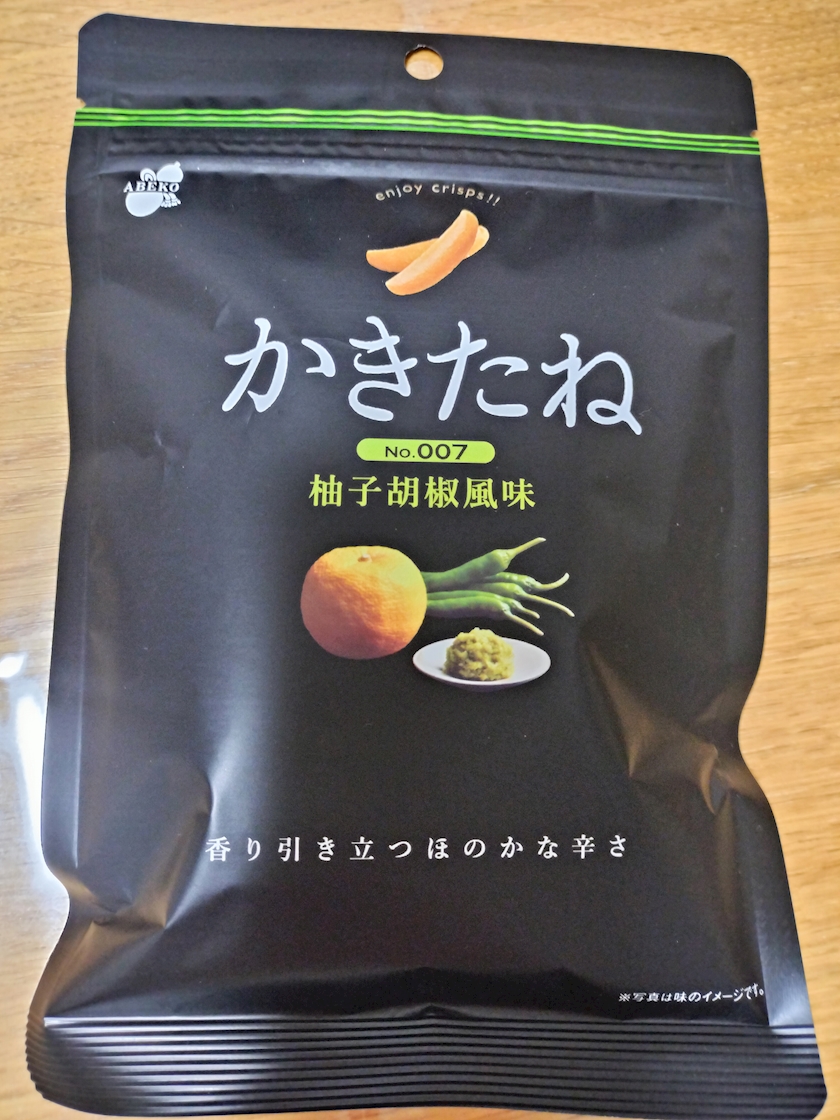 ABEKO
enjoy crisps!!
かきたね
No.007
柚子胡椒風味
香り引き立つほのかな辛さ
※写真は味のイメージです。